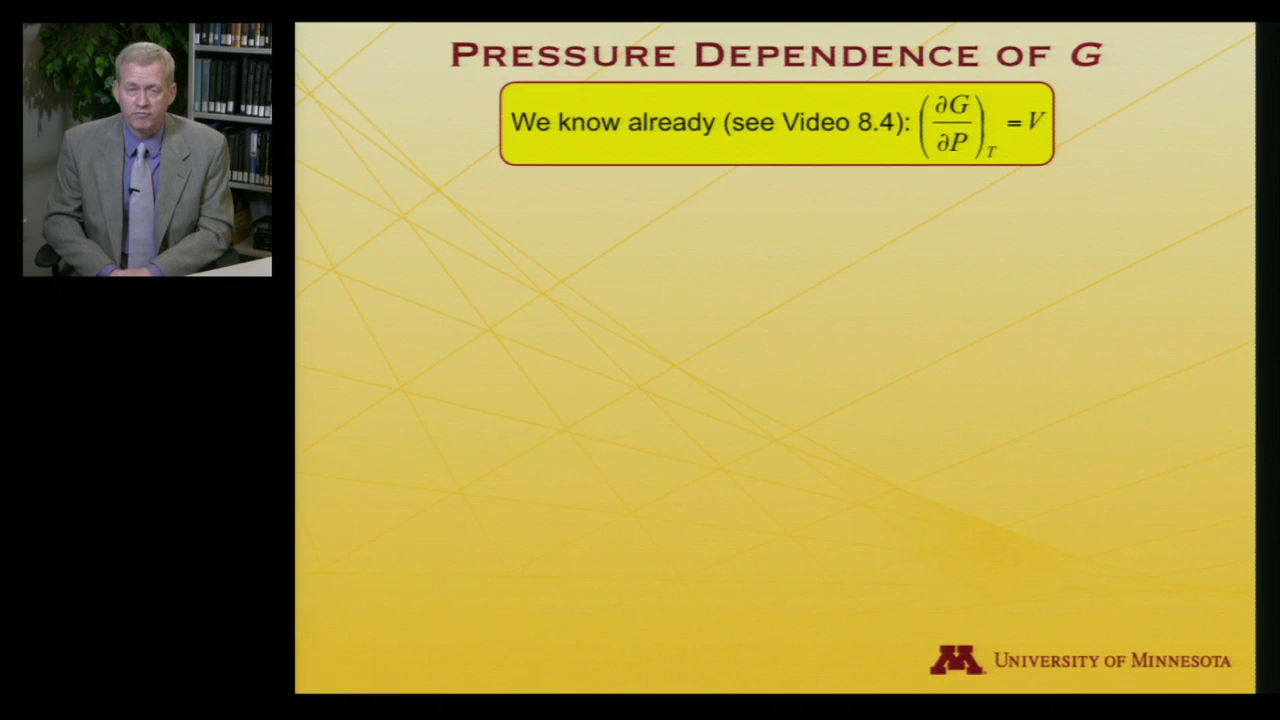 PRESSURE DEPENDENCE OF G
We know already (see Video 8.4): (∂G/∂P)_T = V
M
UNIVERSITY OF MINNESOTA